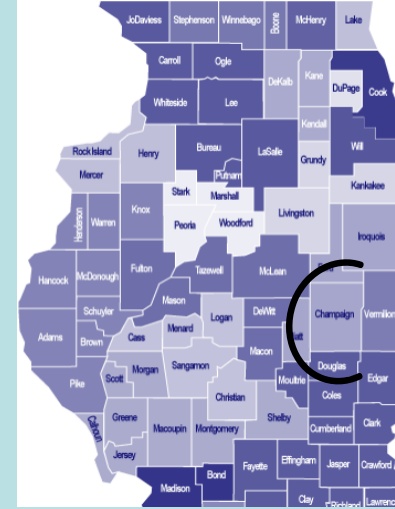 JoDaviess Stephenson Winnebago Boone McHenry Lake
Carroll Ogle DeKalb Kane DuPage Cook
Whiteside Lee Kendall Will
Rock Island Henry Bureau LaSalle Grundy
Mercer Putnam Kankakee
Stark Marshall
Henderson Warren Knox Peoria Woodford Livingston Iroquois
Hancock McDonough Fulton Tazewell McLean
Schuyler Mason Logan DeWitt Champaign Vermilion
Adams Brown Cass Menard Macon
Pike Scott Morgan Sangamon Moultrie Douglas Edgar
Christian Coles
Calhoun Greene Macoupin Montgomery Shelby Cumberland Clark
Jersey Fayette Effingham Jasper Crawford
Madison Bond Clay